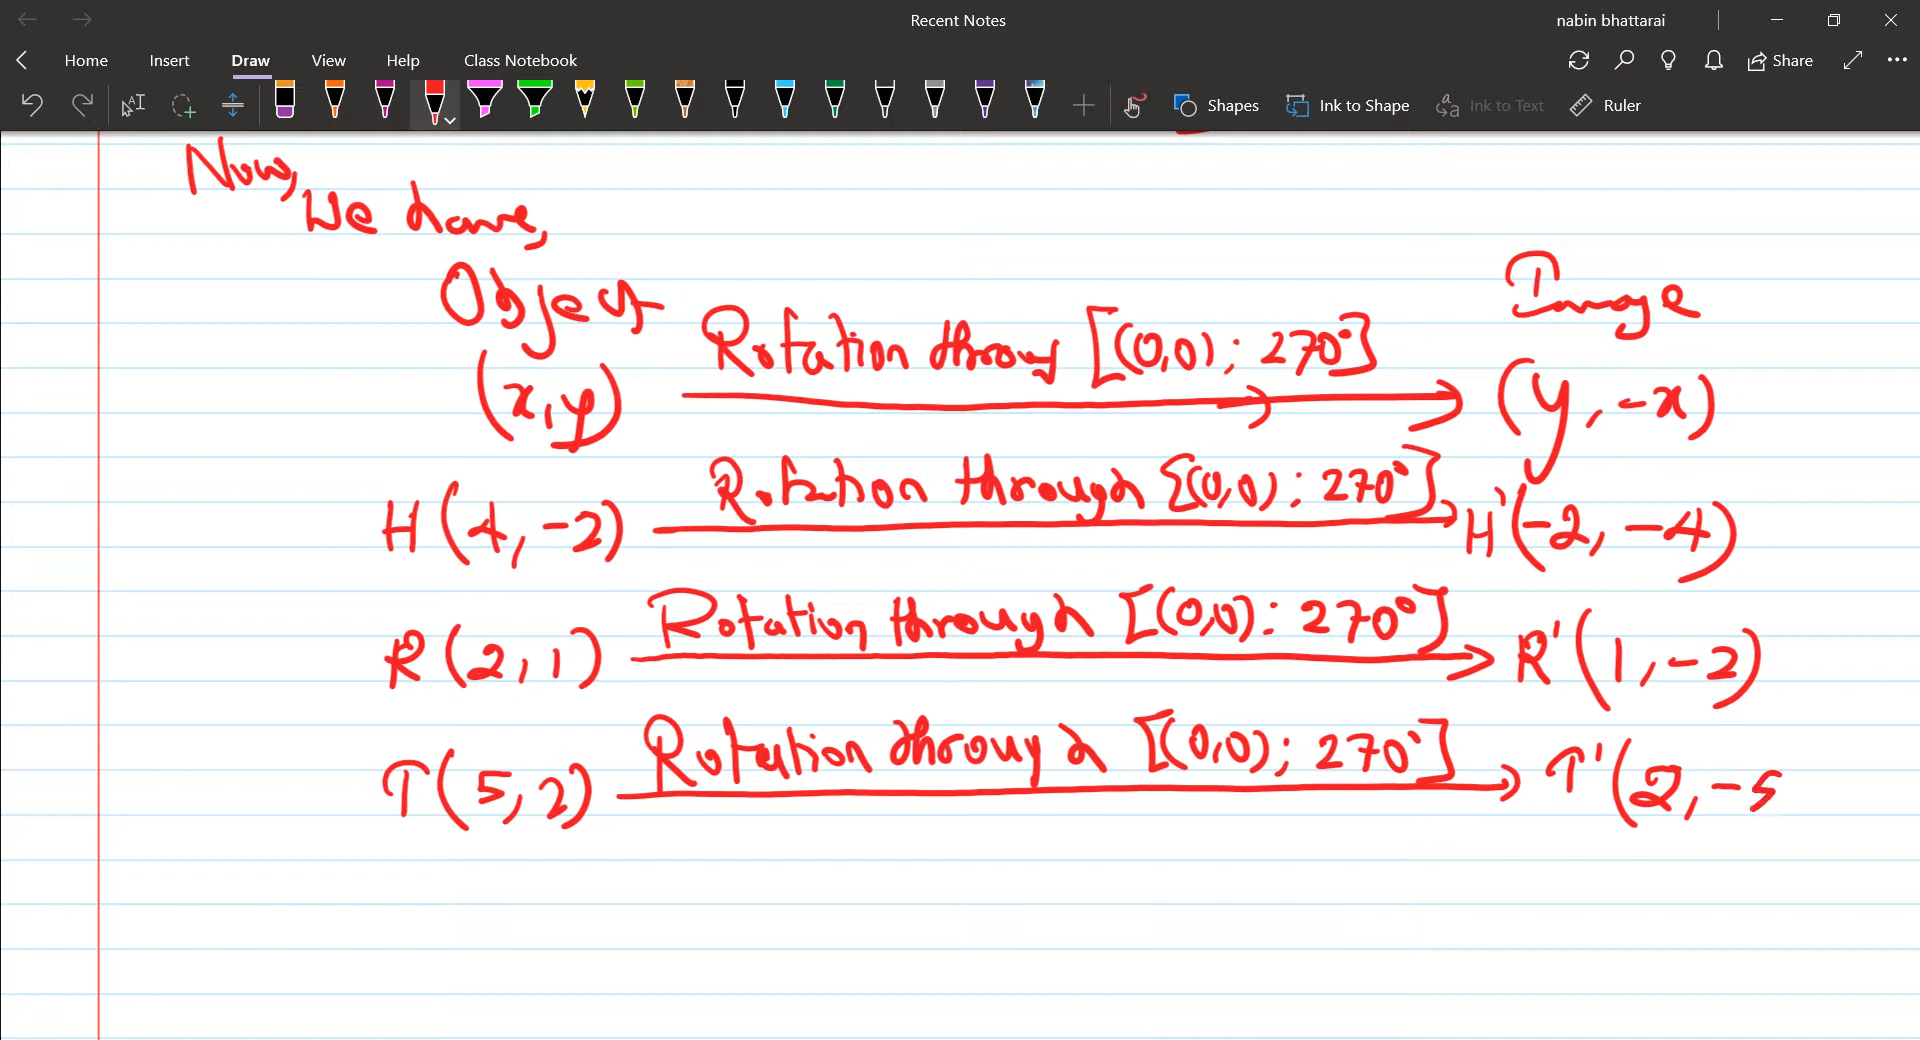 Recent Notes
nabin bhattarai
Home Insert Draw View Help Class Notebook Share
Shapes Ink to Shape Ink to Text Ruler
Now,
We have,
Object Image
(x,y) Rotation throug [(0,0); 270°] (y,-x)
H(4,-2) Rotation through [(0,0): 270°] H'(-2,-4)
R(2,1) Rotation through [(0,0): 270°] R'(1,-2)
T(5,2) Rotation through [(0,0); 270°] T'(2,-5